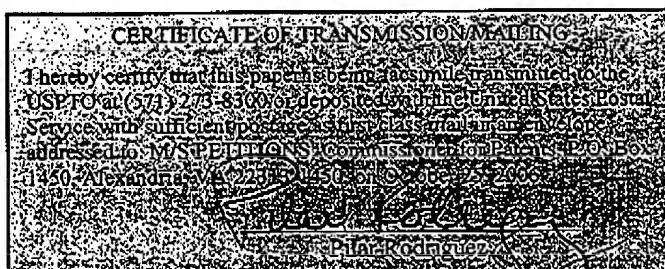 CERTIFICATE OF TRANSMISSION/MAILING
I hereby certify that this paper is being facsimile transmitted to the
USPTO at (571) 273-8300 or deposited with the United States Postal
Service with sufficient postage as first class mail in an envelope
addressed to: M/S PETITIONS, Commissioner for Patents, P.O. Box
1450, Alexandria, VA 22313-1450 on October
Pilar Rodriguez